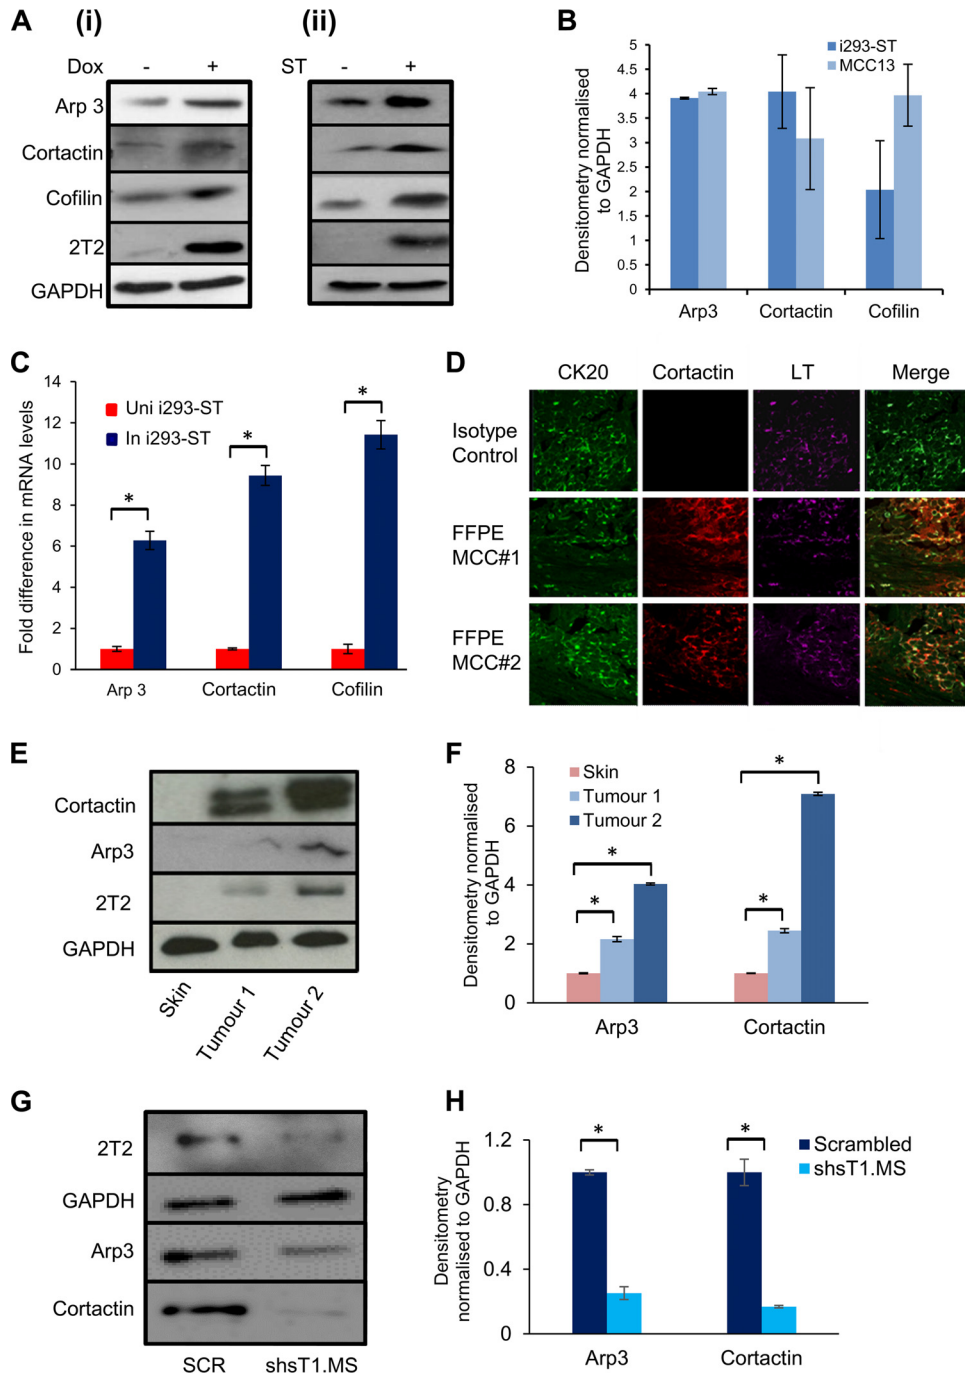 A (i) (ii)
Dox - + ST - +
Arp 3
Cortactin
Cofilin
2T2
GAPDH
B
i293-ST
MCC13
Densitometry normalised
to GAPDH
5
4.5
4
3.5
3
2.5
2
1.5
1
0.5
0
Arp3 Cortactin Cofilin
C
Fold difference in mRNA levels
14
12
10
8
6
4
2
0
Uni i293-ST
In i293-ST
* * *
Arp 3 Cortactin Cofilin
D
CK20 Cortactin LT Merge
Isotype
Control
FFPE
MCC#1
FFPE
MCC#2
E
Cortactin
Arp3
2T2
GAPDH
Skin
Tumour 1
Tumour 2
F
Densitometry normalised
to GAPDH
8
6
4
2
0
Skin
Tumour 1
Tumour 2
* * * *
Arp3 Cortactin
G
2T2
GAPDH
Arp3
Cortactin
SCR shsT1.MS
H
Densitometry
normalised to GAPDH
1.2
0.8
0.4
0
* *
Scrambled
shsT1.MS
Arp3 Cortactin